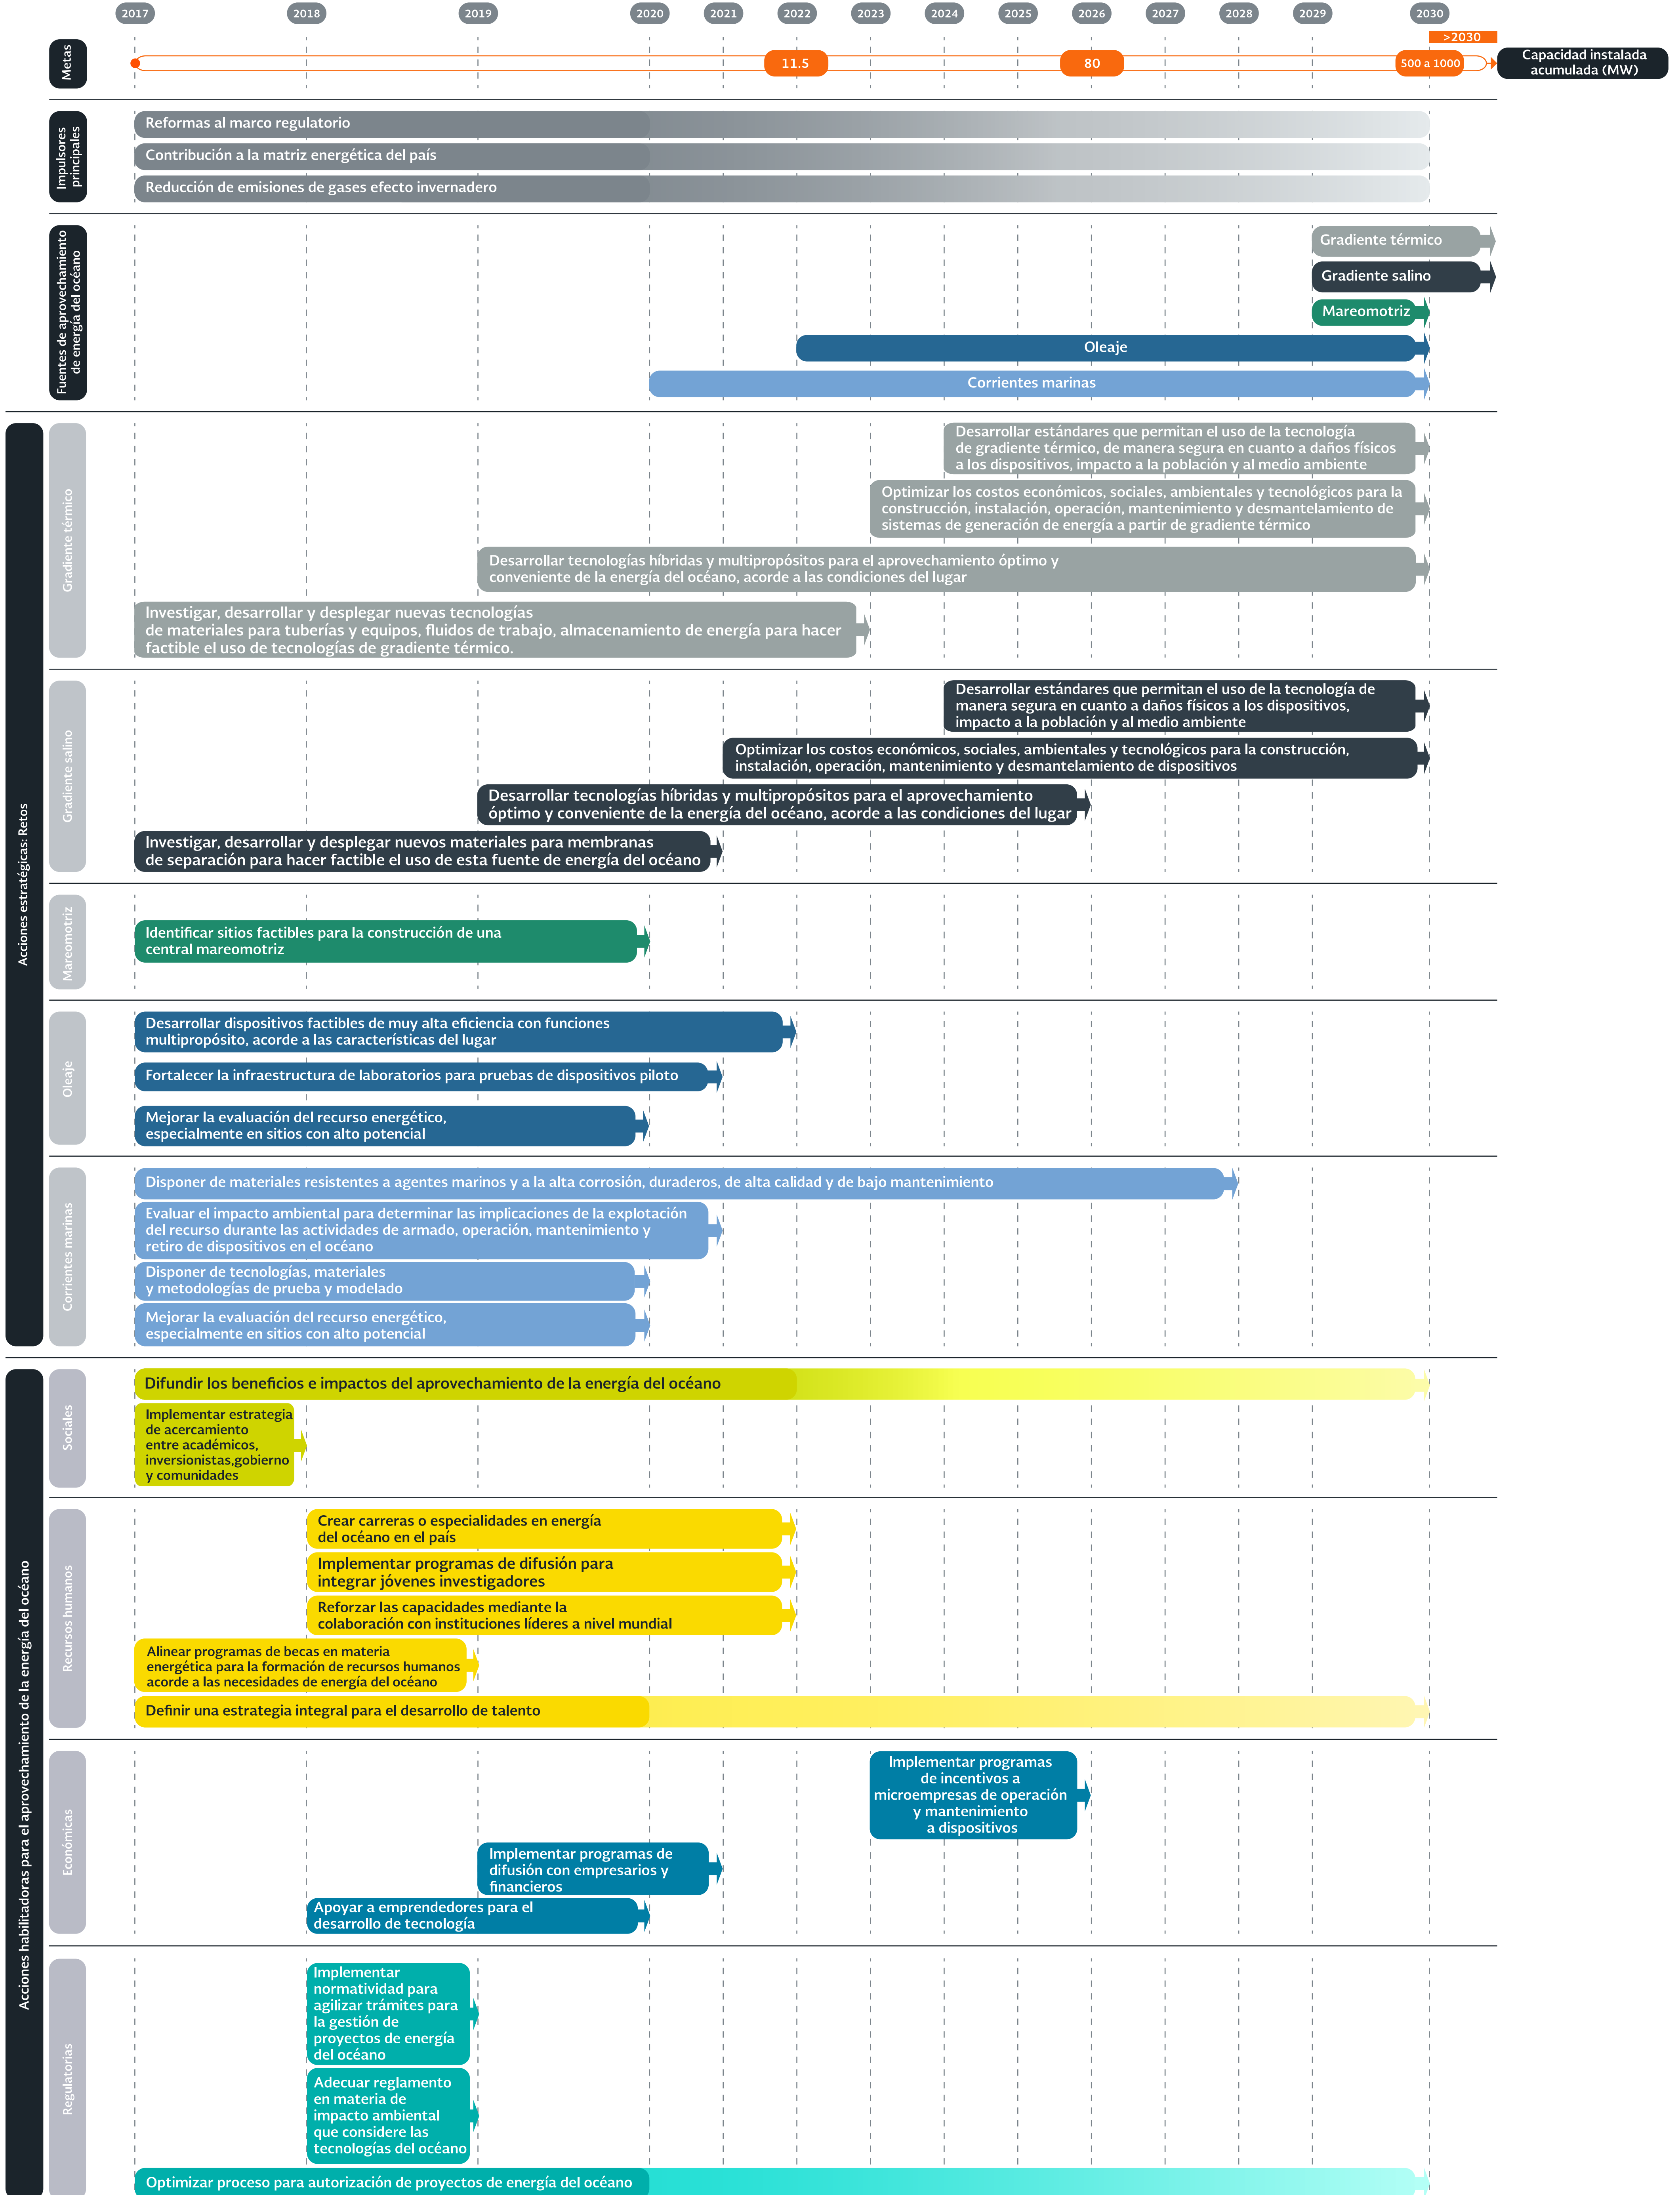 2017 2018 2019 2020 2021 2022 2023 2024 2025 2026 2027 2028 2029 2030
>2030
Metas
11.5 80 500 a 1000
Capacidad instalada
acumulada (MW)
Impulsores
principales
Reformas al marco regulatorio
Contribución a la matriz energética del país
Reducción de emisiones de gases efecto invernadero
Fuentes de aprovechamiento
de energía del océano
Gradiente térmico
Gradiente salino
Mareomotriz
Oleaje
Corrientes marinas
Acciones estratégicas: Retos
Gradiente térmico
Desarrollar estándares que permitan el uso de la tecnología
de gradiente térmico, de manera segura en cuanto a daños físicos
a los dispositivos, impacto a la población y al medio ambiente
Optimizar los costos económicos, sociales, ambientales y tecnológicos para la
construcción, instalación, operación, mantenimiento y desmantelamiento de
sistemas de generación de energía a partir de gradiente térmico
Desarrollar tecnologías híbridas y multipropósitos para el aprovechamiento óptimo y
conveniente de la energía del océano, acorde a las condiciones del lugar
Investigar, desarrollar y desplegar nuevas tecnologías
de materiales para tuberías y equipos, fluidos de trabajo, almacenamiento de energía para hacer
factible el uso de tecnologías de gradiente térmico.
Gradiente salino
Desarrollar estándares que permitan el uso de la tecnología de
manera segura en cuanto a daños físicos a los dispositivos,
impacto a la población y al medio ambiente
Optimizar los costos económicos, sociales, ambientales y tecnológicos para la construcción,
instalación, operación, mantenimiento y desmantelamiento de dispositivos
Desarrollar tecnologías híbridas y multipropósitos para el aprovechamiento
óptimo y conveniente de la energía del océano, acorde a las condiciones del lugar
Investigar, desarrollar y desplegar nuevos materiales para membranas
de separación para hacer factible el uso de esta fuente de energía del océano
Mareomotriz
Identificar sitios factibles para la construcción de una
central mareomotriz
Oleaje
Desarrollar dispositivos factibles de muy alta eficiencia con funciones
multipropósito, acorde a las características del lugar
Fortalecer la infraestructura de laboratorios para pruebas de dispositivos piloto
Mejorar la evaluación del recurso energético,
especialmente en sitios con alto potencial
Corrientes marinas
Disponer de materiales resistentes a agentes marinos y a la alta corrosión, duraderos, de alta calidad y de bajo mantenimiento
Evaluar el impacto ambiental para determinar las implicaciones de la explotación
del recurso durante las actividades de armado, operación, mantenimiento y
retiro de dispositivos en el océano
Disponer de tecnologías, materiales
y metodologías de prueba y modelado
Mejorar la evaluación del recurso energético,
especialmente en sitios con alto potencial
Acciones habilitadoras para el aprovechamiento de la energía del océano
Sociales
Difundir los beneficios e impactos del aprovechamiento de la energía del océano
Implementar estrategia
de acercamiento
entre académicos,
inversionistas,gobierno
y comunidades
Recursos humanos
Crear carreras o especialidades en energía
del océano en el país
Implementar programas de difusión para
integrar jóvenes investigadores
Reforzar las capacidades mediante la
colaboración con instituciones líderes a nivel mundial
Alinear programas de becas en materia
energética para la formación de recursos humanos
acorde a las necesidades de energía del océano
Definir una estrategia integral para el desarrollo de talento
Económicas
Implementar programas
de incentivos a
microempresas de operación
y mantenimiento
a dispositivos
Implementar programas de
difusión con empresarios y
financieros
Apoyar a emprendedores para el
desarrollo de tecnología
Regulatorias
Implementar
normatividad para
agilizar trámites para
la gestión de
proyectos de energía
del océano
Adecuar reglamento
en materia de
impacto ambiental
que considere las
tecnologías del océano
Optimizar proceso para autorización de proyectos de energía del océano